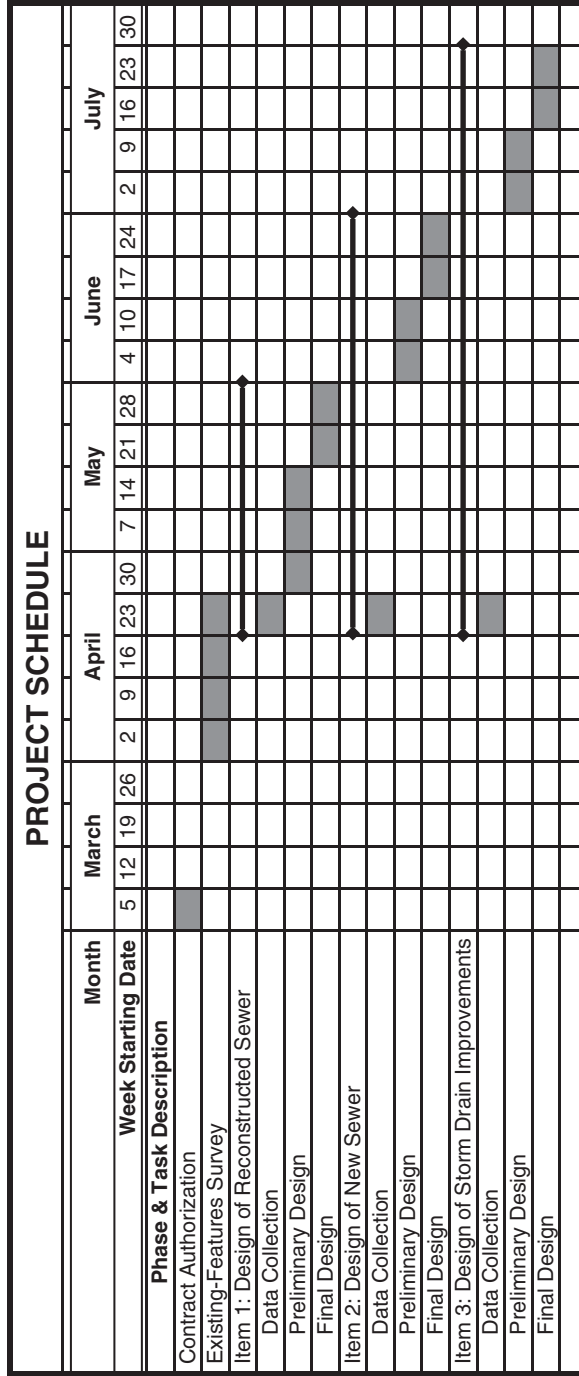 PROJECT SCHEDULE
Month March April May June July
Week Starting Date 5 12 19 26 2 9 16 23 30 7 14 21 28 4 10 17 24 2 9 16 23 30
Phase & Task Description
Contract Authorization
Existing-Features Survey
Item 1: Design of Reconstructed Sewer
Data Collection
Preliminary Design
Final Design
Item 2: Design of New Sewer
Data Collection
Preliminary Design
Final Design
Item 3: Design of Storm Drain Improvements
Data Collection
Preliminary Design
Final Design